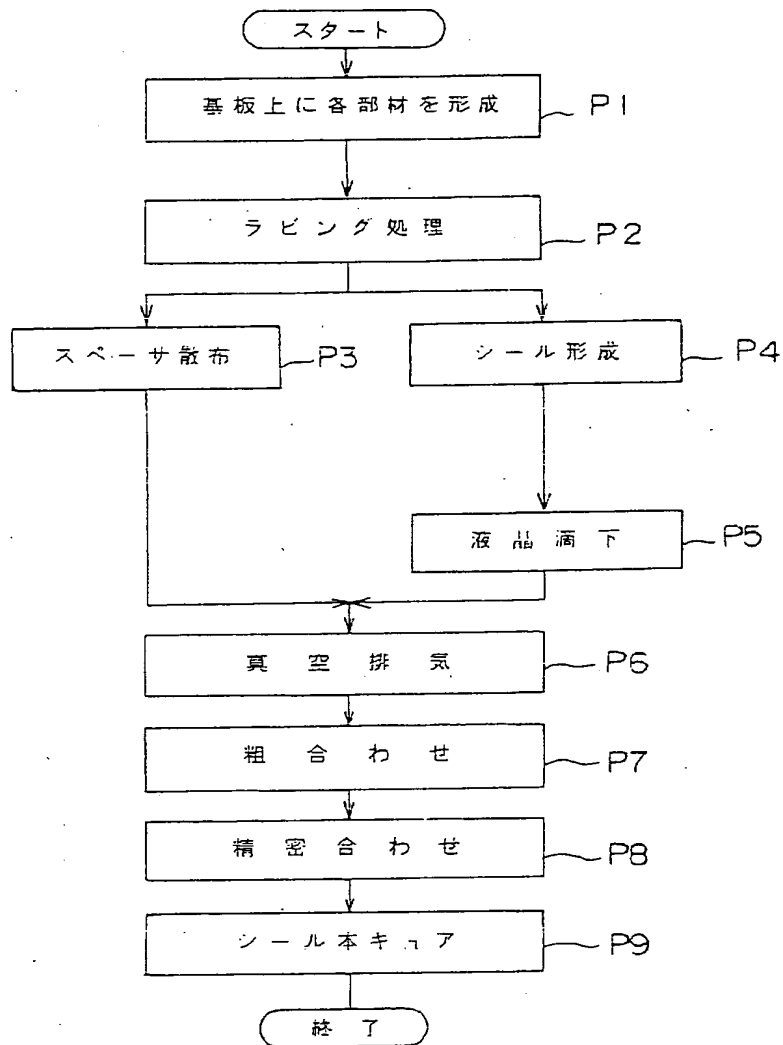 スタート
基板上に各部材を形成
P1
ラビング処理
P2
スペーサ散布
P3
シール形成
P4
液晶滴下
P5
真空排気
P6
粗合わせ
P7
精密合わせ
P8
シール本キュア
P9
終了